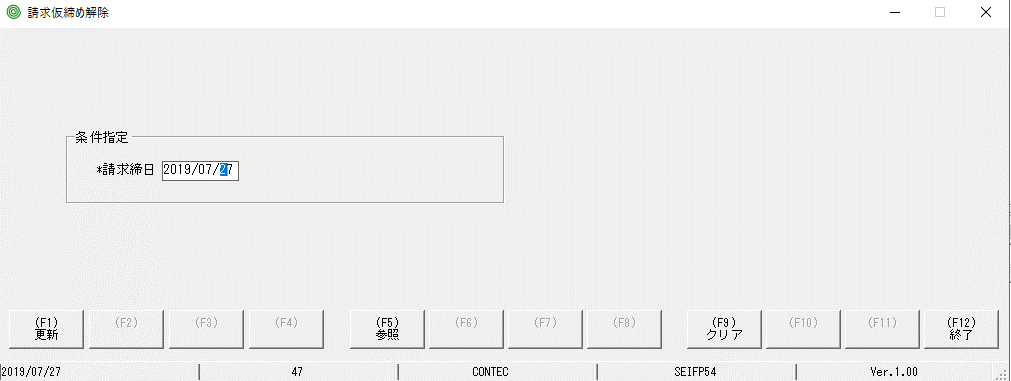 請求仮締め解除
条件指定
*請求締日 2019/07/27
(F1) (F2) (F3) (F4) (F5) (F6) (F7) (F8) (F9) (F10) (F11) (F12)
更新 参照 クリア 終了
2019/07/27 47 CONTEC SEIFP54 Ver.1.00